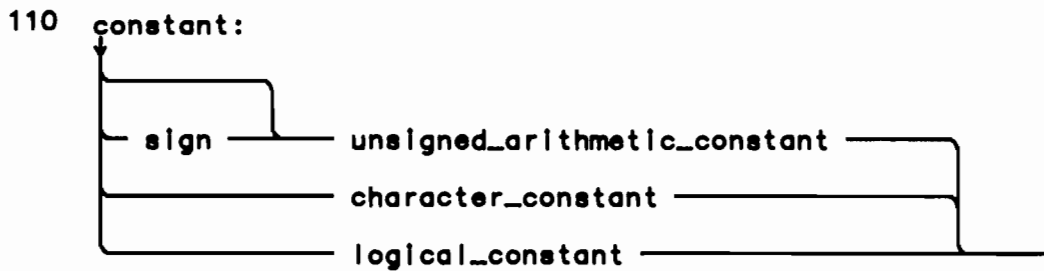 110 constant:
sign unsigned_arithmetic_constant
character_constant
logical_constant